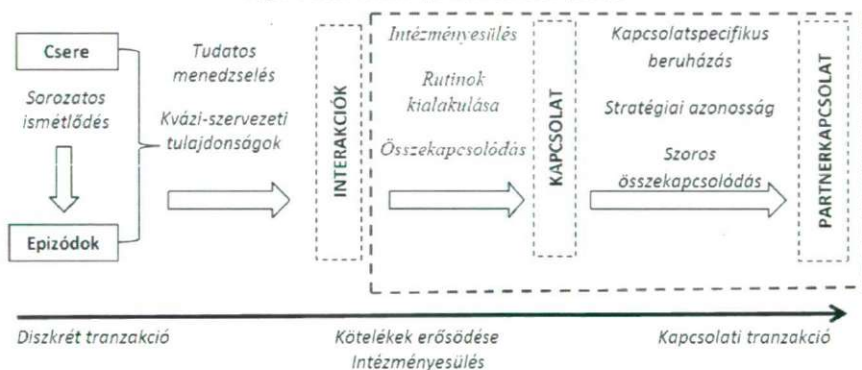 Csere
Sorozatos
ismétlődés
Epizódok
Tudatos
menedzselés
Kvázi-szervezeti
tulajdonságok
INTERAKCIÓK
Intézményesülés
Rutinok
kialakulása
Összekapcsolódás
KAPCSOLAT
Kapcsolatspecifikus
beruházás
Stratégiai azonosság
Szoros
összekapcsolódás
PARTNERKAPCSOLAT
Diszkrét tranzakció
Kötelékek erősödése
Intézményesülés
Kapcsolati tranzakció